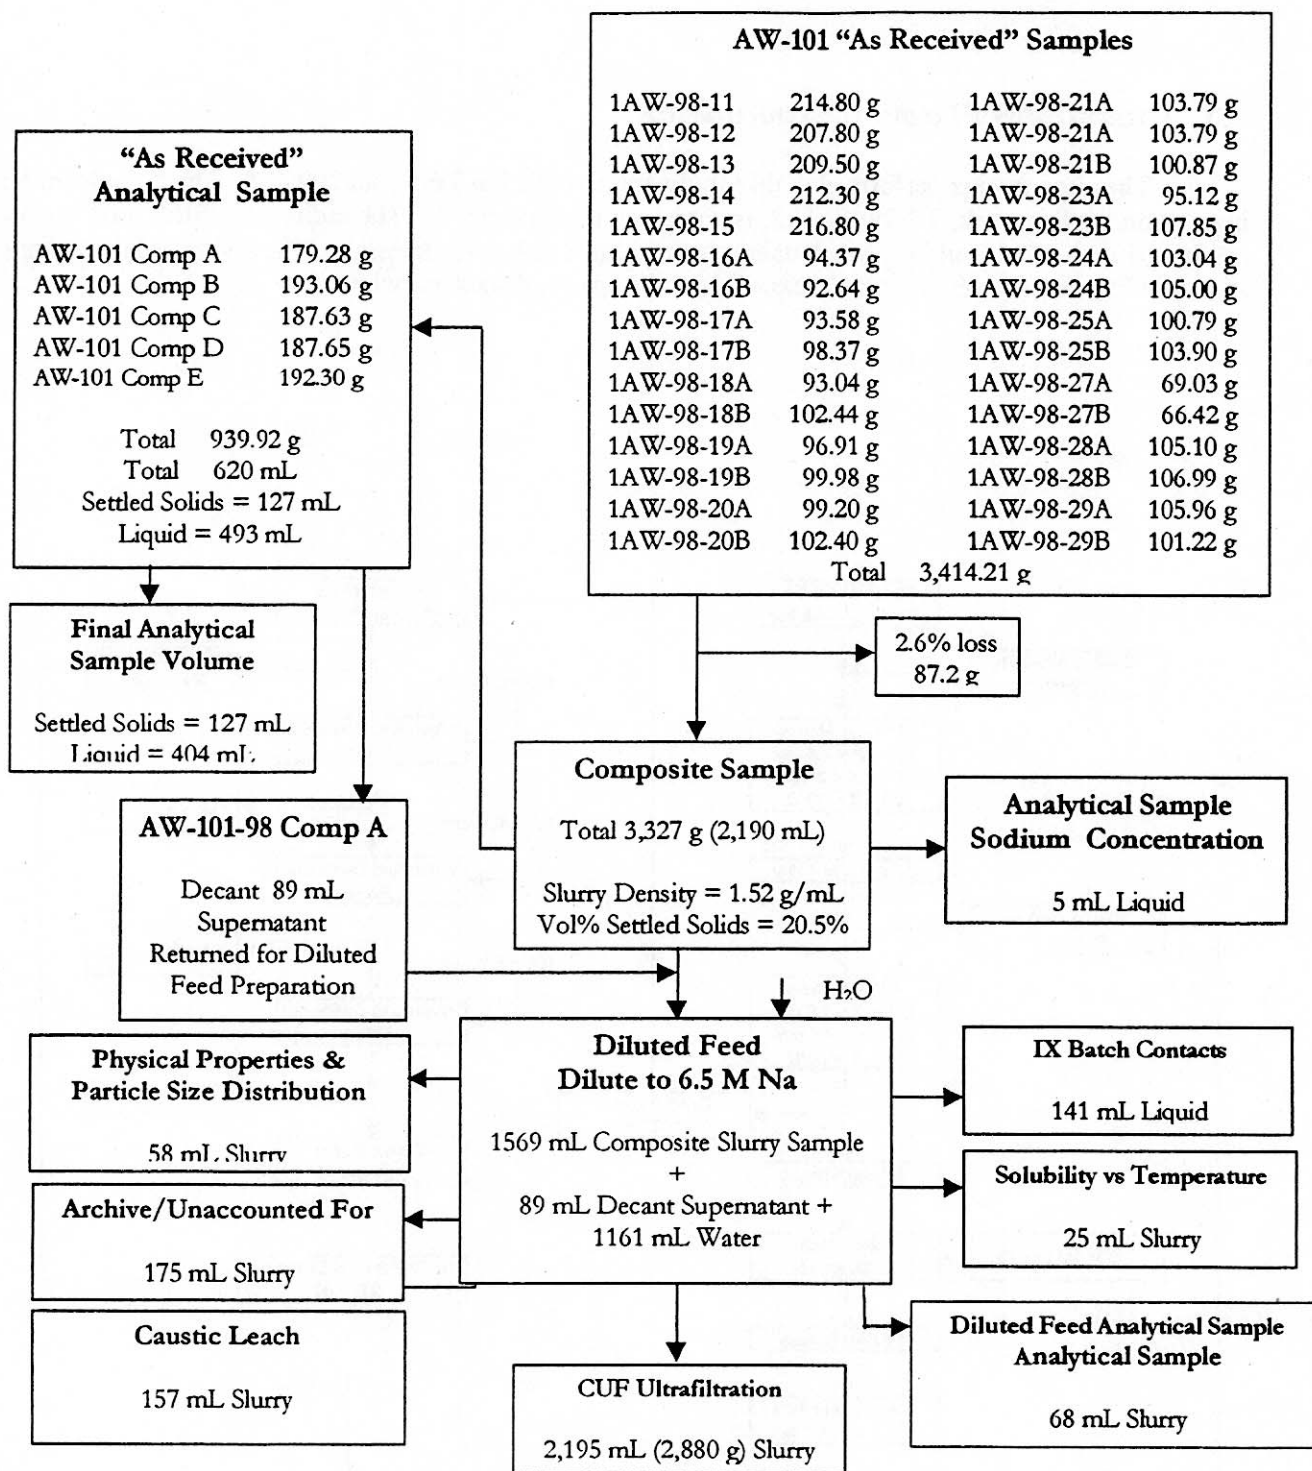 AW-101 “As Received” Samples
1AW-98-11 214.80 g 1AW-98-21A 103.79 g
1AW-98-12 207.80 g 1AW-98-21A 103.79 g
1AW-98-13 209.50 g 1AW-98-21B 100.87 g
1AW-98-14 212.30 g 1AW-98-23A 95.12 g
1AW-98-15 216.80 g 1AW-98-23B 107.85 g
1AW-98-16A 94.37 g 1AW-98-24A 103.04 g
1AW-98-16B 92.64 g 1AW-98-24B 105.00 g
1AW-98-17A 93.58 g 1AW-98-25A 100.79 g
1AW-98-17B 98.37 g 1AW-98-25B 103.90 g
1AW-98-18A 93.04 g 1AW-98-27A 69.03 g
1AW-98-18B 102.44 g 1AW-98-27B 66.42 g
1AW-98-19A 96.91 g 1AW-98-28A 105.10 g
1AW-98-19B 99.98 g 1AW-98-28B 106.99 g
1AW-98-20A 99.20 g 1AW-98-29A 105.96 g
1AW-98-20B 102.40 g 1AW-98-29B 101.22 g
Total 3,414.21 g
“As Received”
Analytical Sample
AW-101 Comp A 179.28 g
AW-101 Comp B 193.06 g
AW-101 Comp C 187.63 g
AW-101 Comp D 187.65 g
AW-101 Comp E 192.30 g
Total 939.92 g
Total 620 mL
Settled Solids = 127 mL
Liquid = 493 mL
Final Analytical
Sample Volume
Settled Solids = 127 mL
Liquid = 404 mL
2.6% loss
87.2 g
Composite Sample
Total 3,327 g (2,190 mL)
Slurry Density = 1.52 g/mL
Vol% Settled Solids = 20.5%
Analytical Sample
Sodium Concentration
5 mL Liquid
AW-101-98 Comp A
Decant 89 mL
Supernatant
Returned for Diluted
Feed Preparation
H₂O
Diluted Feed
Dilute to 6.5 M Na
1569 mL Composite Slurry Sample
+
89 mL Decant Supernatant +
1161 mL Water
Physical Properties &
Particle Size Distribution
58 mL Slurry
IX Batch Contacts
141 mL Liquid
Archive/Unaccounted For
175 mL Slurry
Solubility vs Temperature
25 mL Slurry
Caustic Leach
157 mL Slurry
CUF Ultrafiltration
2,195 mL (2,880 g) Slurry
Diluted Feed Analytical Sample
Analytical Sample
68 mL Slurry